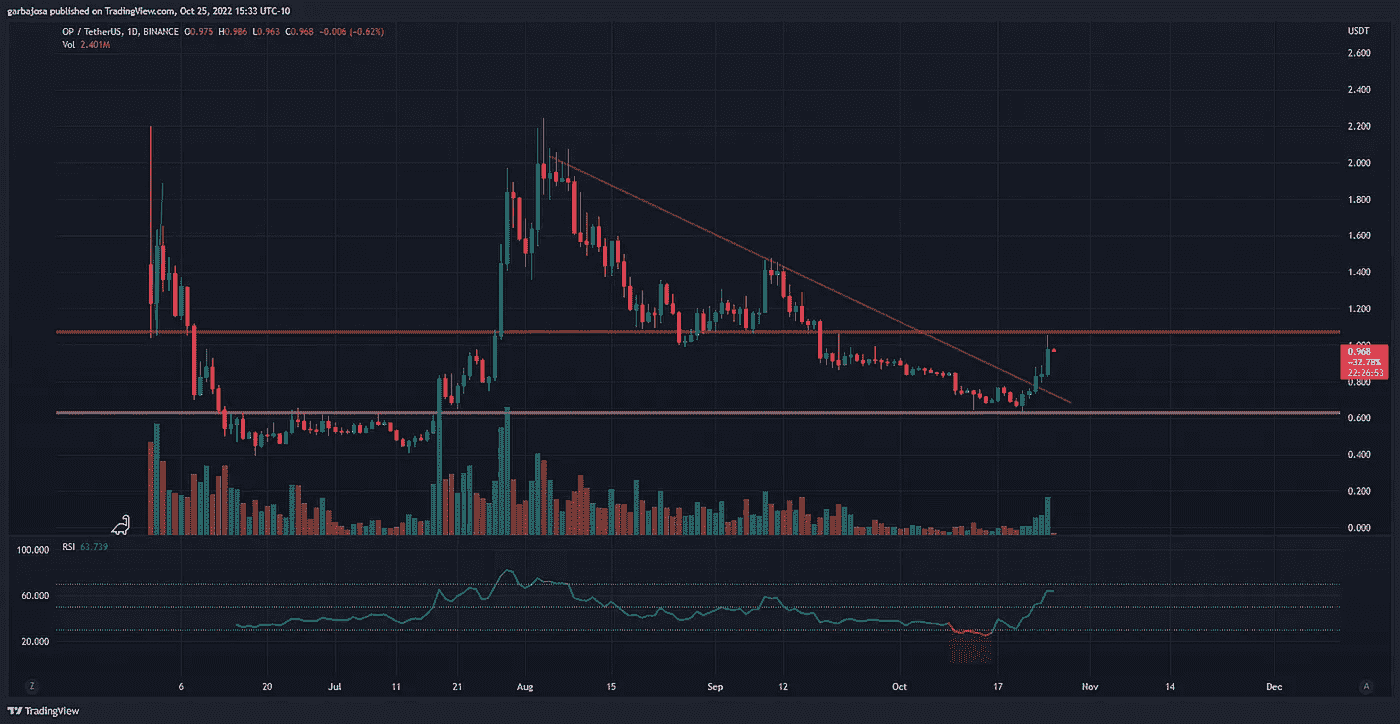 garbajosa published on TradingView.com, Oct 25, 2022 15:33 UTC-10
OP / TetherUS, 1D, BINANCE O0.975 H0.986 L0.963 C0.968 −0.006 (−0.62%)
Vol 2.401M
USDT
2.600
2.400
2.200
2.000
1.800
1.600
1.400
1.200
1.000
0.968
−32.78%
22:26:53
0.800
0.600
0.400
0.200
0.000
RSI 63.739
100.000
60.000
20.000
Z 6 20 Jul 11 21 Aug 15 Sep 12 Oct 17 Nov 14 Dec A
TradingView